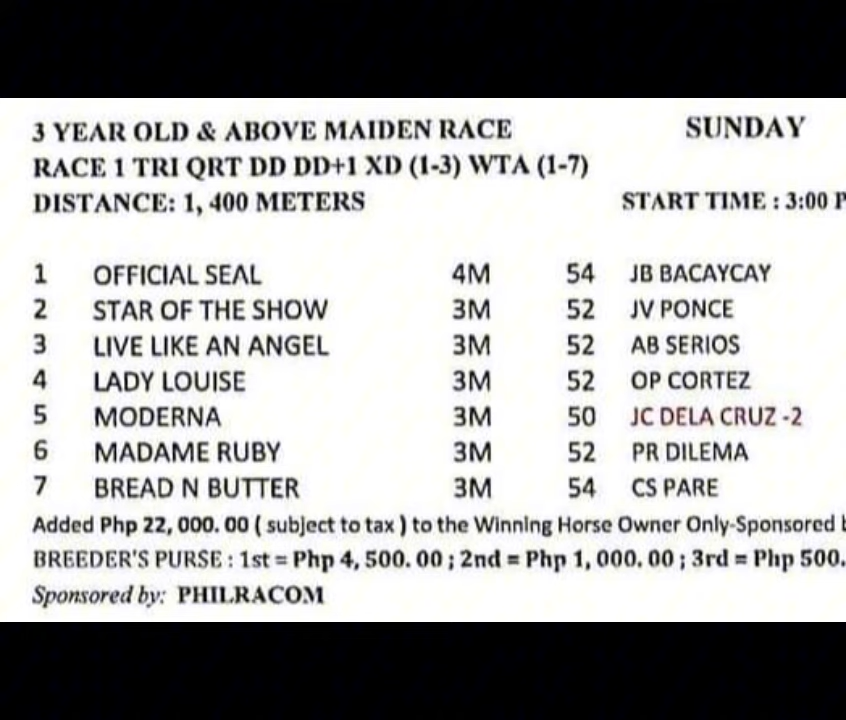 3 YEAR OLD & ABOVE MAIDEN RACE SUNDAY
RACE 1 TRI QRT DD DD+1 XD (1-3) WTA (1-7)
DISTANCE: 1, 400 METERS START TIME : 3:00 P
1 OFFICIAL SEAL 4M 54 JB BACAYCAY
2 STAR OF THE SHOW 3M 52 JV PONCE
3 LIVE LIKE AN ANGEL 3M 52 AB SERIOS
4 LADY LOUISE 3M 52 OP CORTEZ
5 MODERNA 3M 50 JC DELA CRUZ -2
6 MADAME RUBY 3M 52 PR DILEMA
7 BREAD N BUTTER 3M 54 CS PARE
Added Php 22, 000. 00 ( subject to tax ) to the Winning Horse Owner Only-Sponsored b
BREEDER'S PURSE : 1st = Php 4, 500. 00 ; 2nd = Php 1, 000. 00 ; 3rd = Php 500.
Sponsored by: PHILRACOM